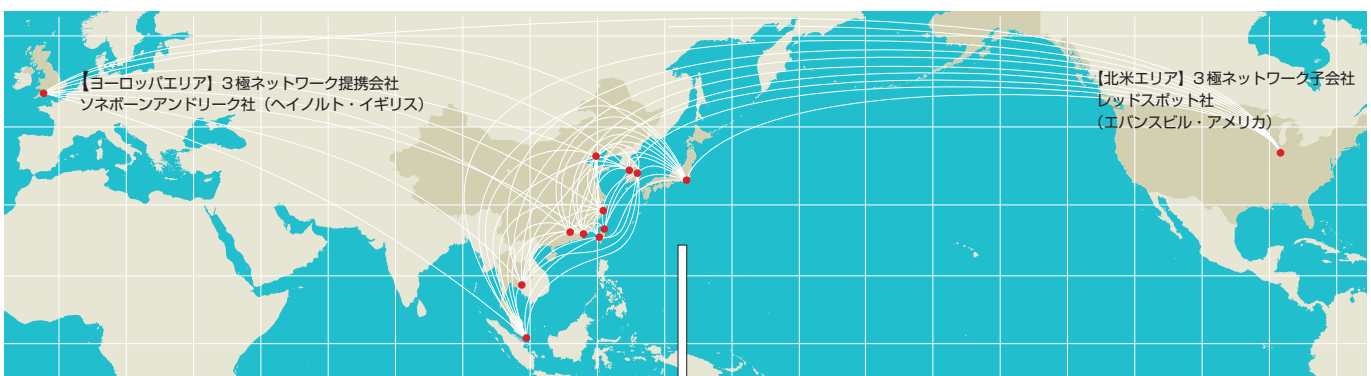 【ヨーロッパエリア】３極ネットワーク提携会社
ソネボーンアンドリーク社（ヘイノルト・イギリス）
【北米エリア】３極ネットワーク子会社
レッドスポット社
（エバンスビル・アメリカ）